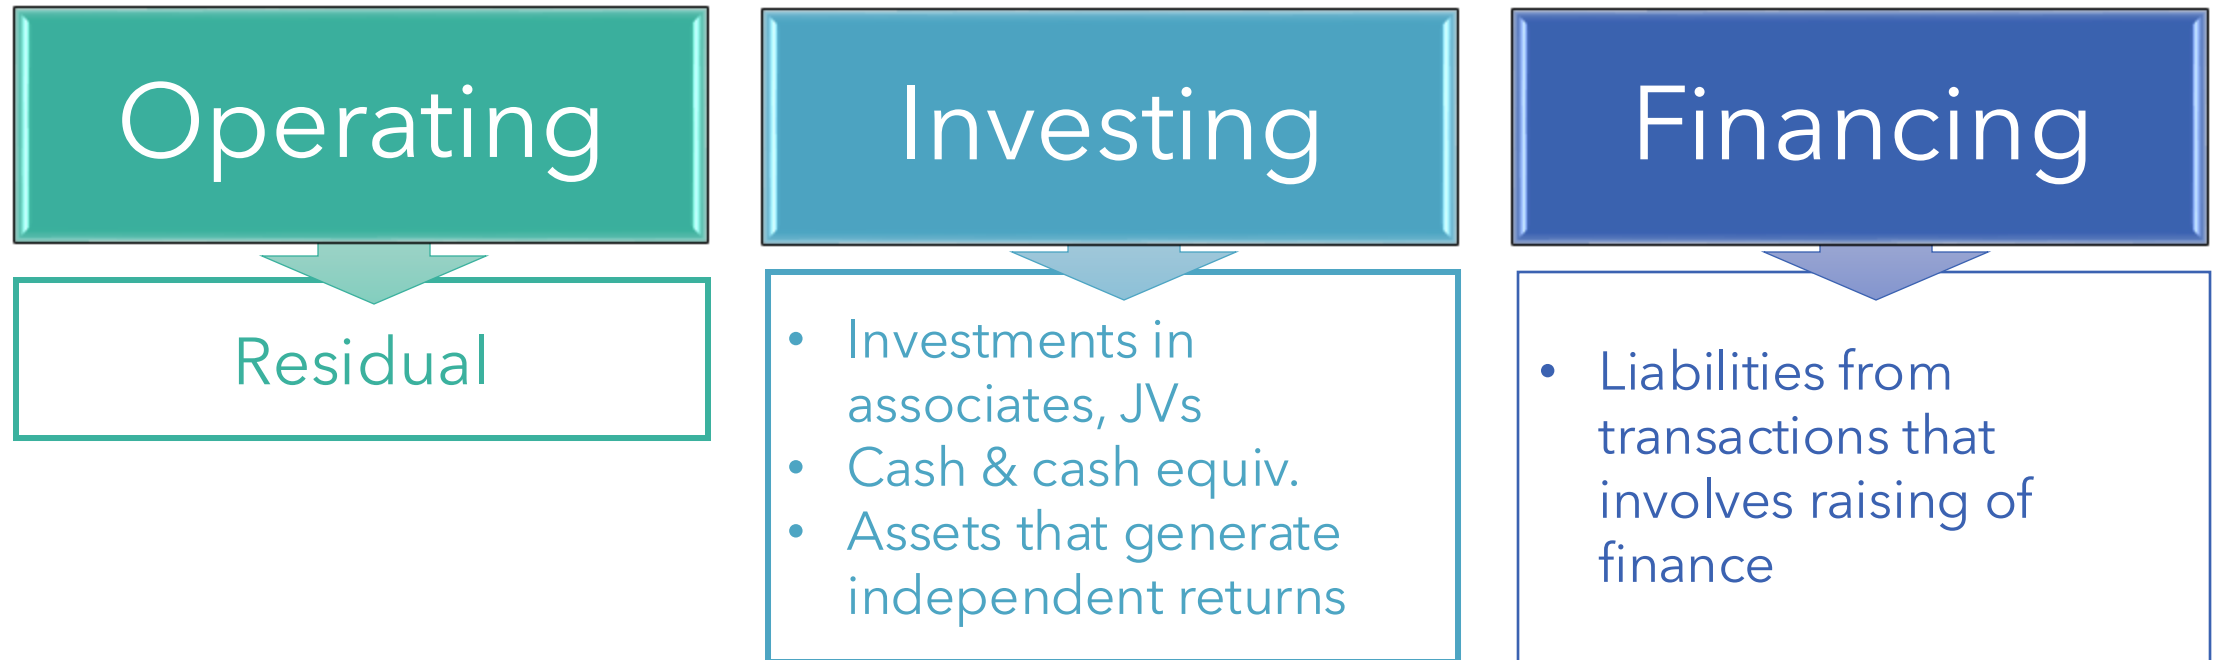 Operating
Residual
Investing
• Investments in
associates, JVs
• Cash & cash equiv.
• Assets that generate
independent returns
Financing
• Liabilities from
transactions that
involves raising of
finance